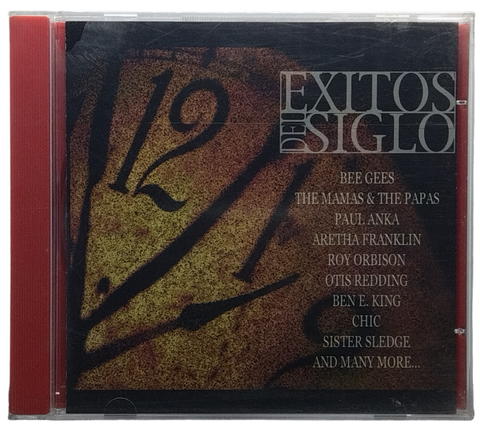 12
1
EXITOS
DEL SIGLO
BEE GEES
THE MAMAS & THE PAPAS
PAUL ANKA
ARETHA FRANKLIN
ROY ORBISON
OTIS REDDING
BEN E. KING
CHIC
SISTER SLEDGE
AND MANY MORE...